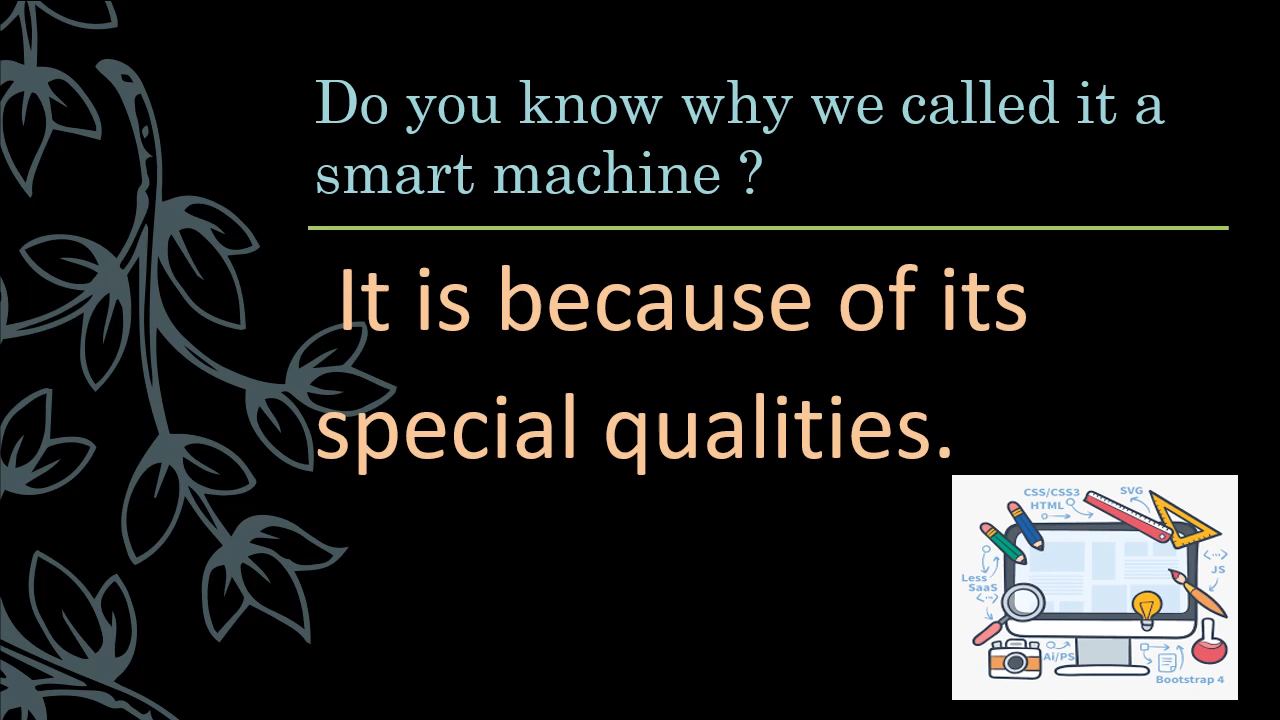 Do you know why we called it a
smart machine ?
It is because of its
special qualities.
CSS/CSS3
SVG
HTML
<···>
JS
Less
SaaS
<··>
Ai/PS
Bootstrap 4